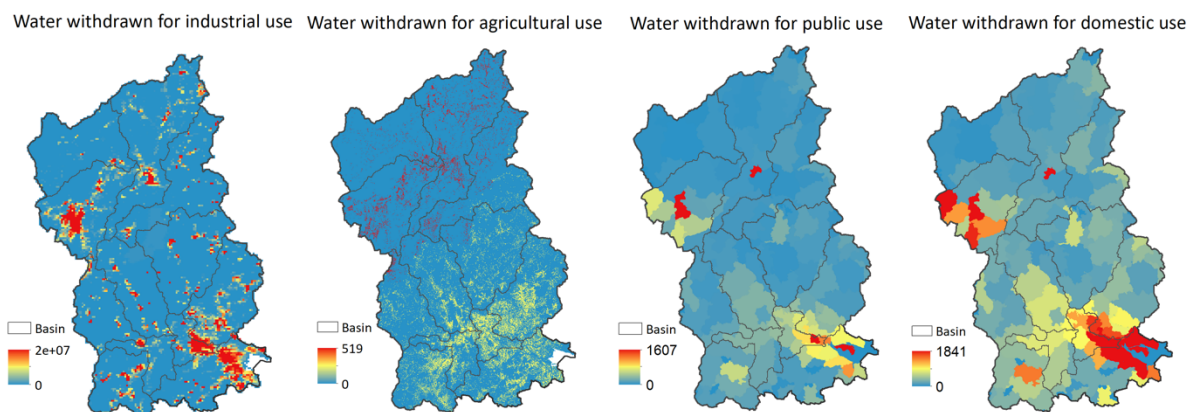 Water withdrawn for industrial use
Water withdrawn for agricultural use
Water withdrawn for public use
Water withdrawn for domestic use
Basin
2e+07
0
Basin
519
0
Basin
1607
0
Basin
1841
0